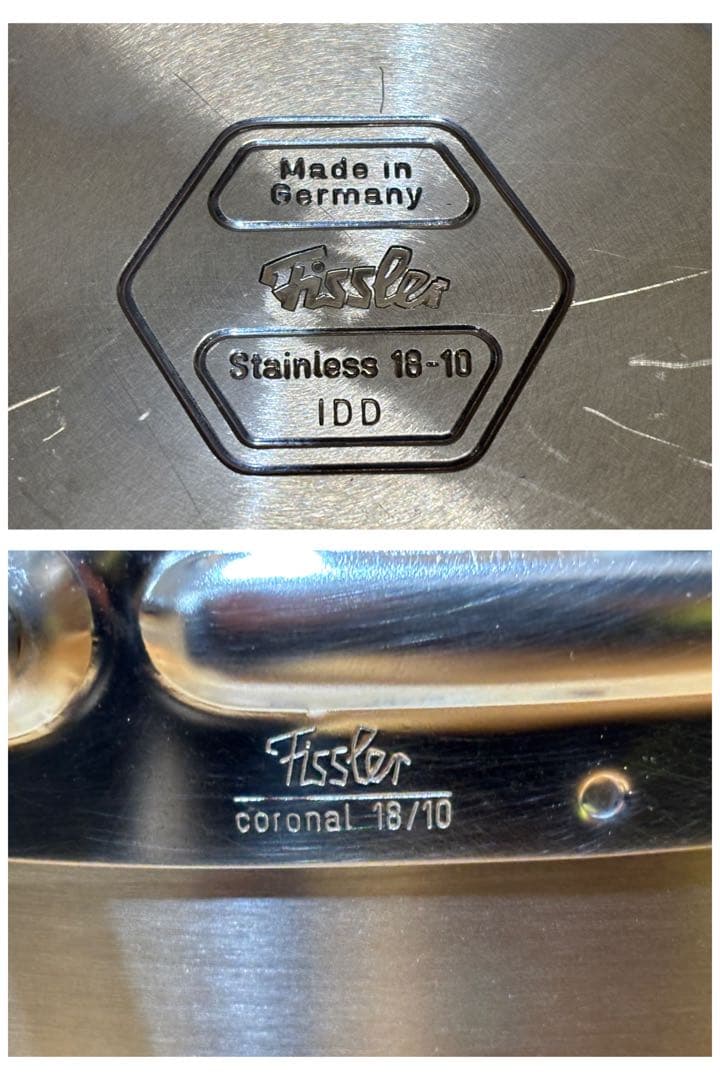 Made in
Germany
Fissler
Stainless 18-10
IDD
Fissler
coronal 18/10